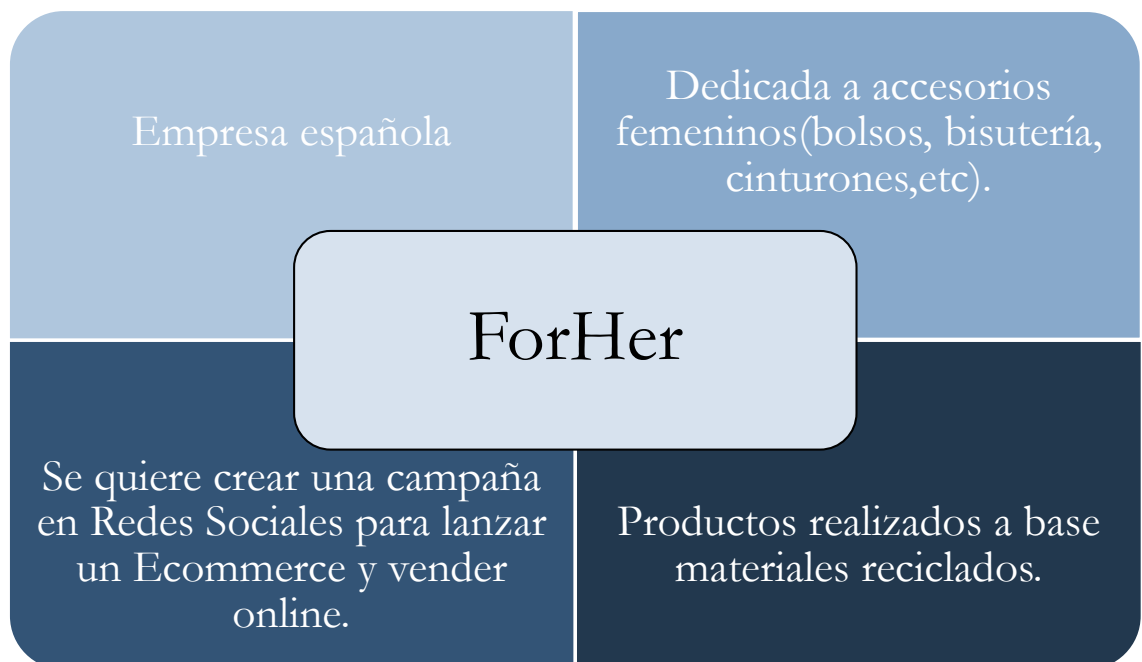 Empresa española
Dedicada a accesorios
femeninos(bolsos, bisutería,
cinturones,etc).
ForHer
Se quiere crear una campaña
en Redes Sociales para lanzar
un Ecommerce y vender
online.
Productos realizados a base
materiales reciclados.